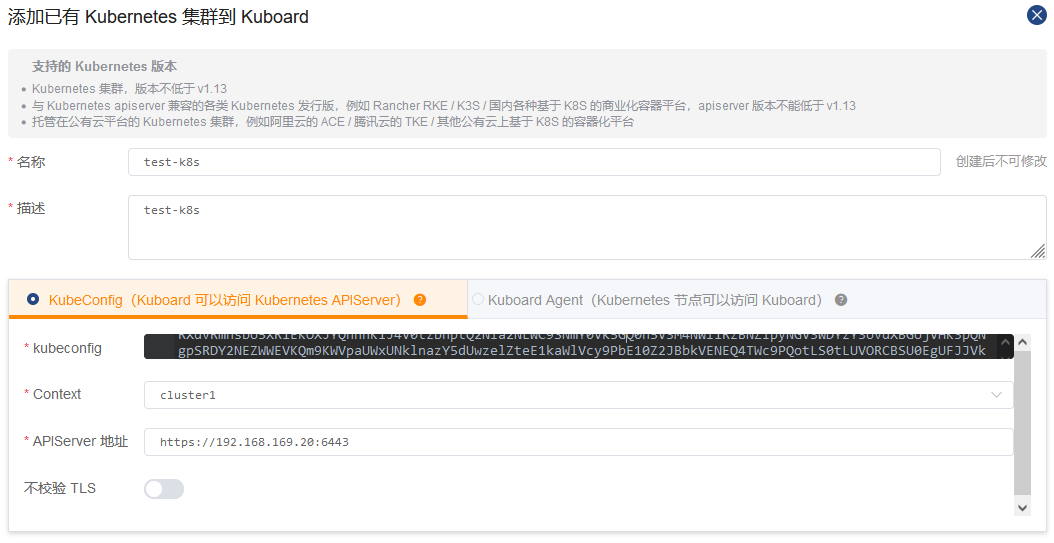 添加已有 Kubernetes 集群到 Kuboard
支持的 Kubernetes 版本
Kubernetes 集群，版本不低于 v1.13
与 Kubernetes apiserver 兼容的各类 Kubernetes 发行版，例如 Rancher RKE / K3S / 国内各种基于 K8S 的商业化容器平台，apiserver 版本不能低于 v1.13
托管在公有云平台的 Kubernetes 集群，例如阿里云的 ACE / 腾讯云的 TKE / 其他公有云上基于 K8S 的容器化平台
* 名称 test-k8s 创建后不可修改
* 描述 test-k8s
KubeConfig（Kuboard 可以访问 Kubernetes APIServer） ? Kuboard Agent（Kubernetes 节点可以访问 Kuboard） ?
* kubeconfig
* Context cluster1
* APIServer 地址 https://192.168.169.20:6443
不校验 TLS